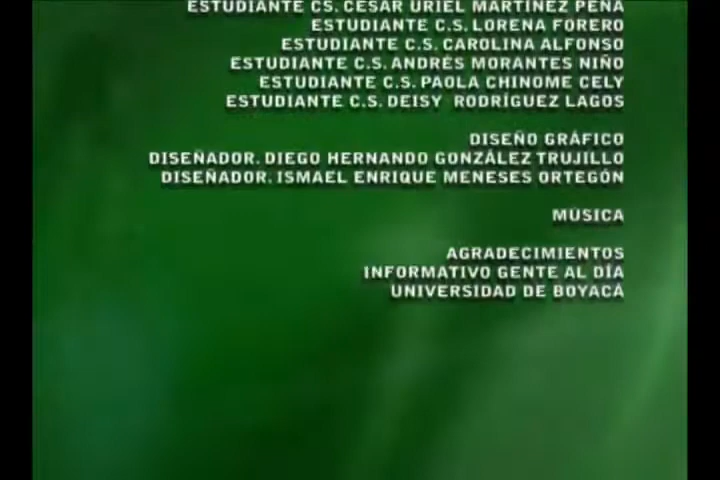 ESTUDIANTE CS. CESAR URIEL MARTÍNEZ PEÑA
ESTUDIANTE C.S. LORENA FORERO
ESTUDIANTE C.S. CAROLINA ALFONSO
ESTUDIANTE C.S. ANDRÉS MORANTES NIÑO
ESTUDIANTE C.S. PAOLA CHINOME CELY
ESTUDIANTE C.S. DEISY RODRÍGUEZ LAGOS
DISEÑO GRÁFICO
DISEÑADOR. DIEGO HERNANDO GONZÁLEZ TRUJILLO
DISEÑADOR. ISMAEL ENRIQUE MENESES ORTEGÓN
MÚSICA
AGRADECIMIENTOS
INFORMATIVO GENTE AL DÍA
UNIVERSIDAD DE BOYACÁ